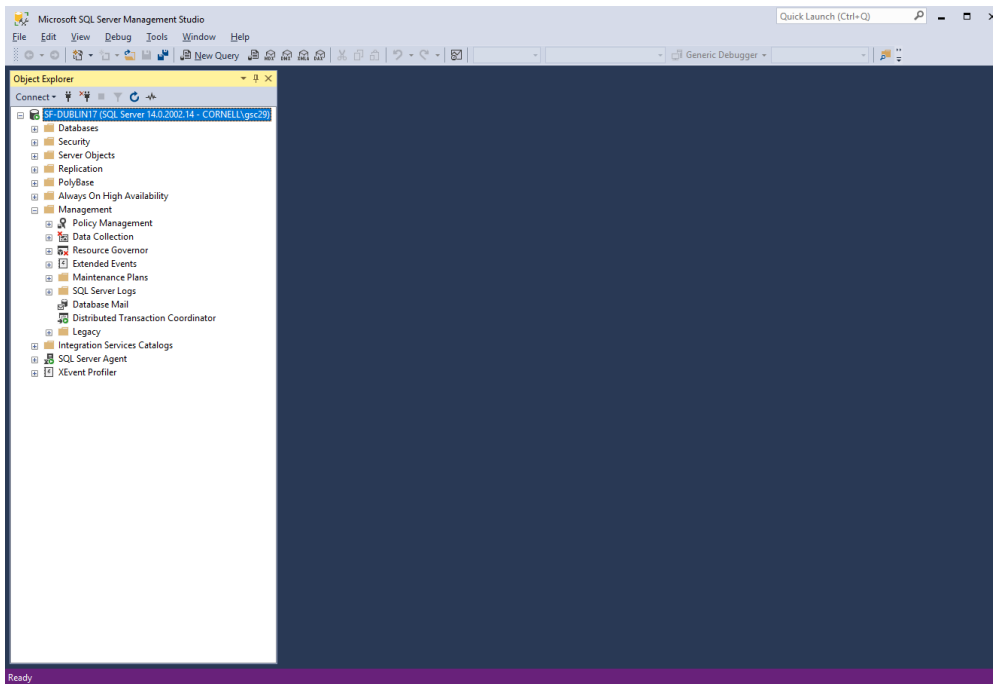 Microsoft SQL Server Management Studio
Quick Launch (Ctrl+Q)
File Edit View Debug Tools Window Help
New Query
Generic Debugger
Object Explorer
Connect
SF-DUBLIN17 (SQL Server 14.0.2002.14 - CORNELL\gsc29)
Databases
Security
Server Objects
Replication
PolyBase
Always On High Availability
Management
Policy Management
Data Collection
Resource Governor
Extended Events
Maintenance Plans
SQL Server Logs
Database Mail
Distributed Transaction Coordinator
Legacy
Integration Services Catalogs
SQL Server Agent
XEvent Profiler
Ready